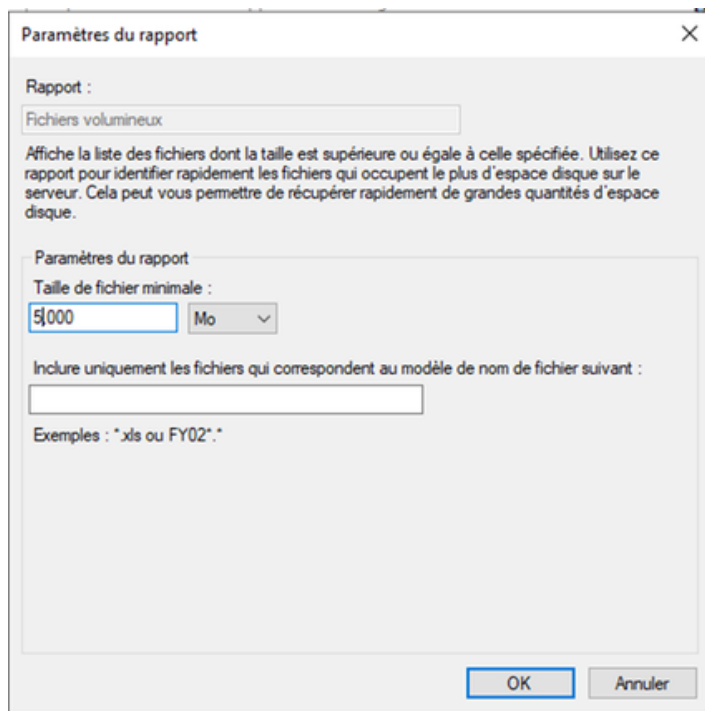 Paramètres du rapport
Rapport :
Fichiers volumineux
Affiche la liste des fichiers dont la taille est supérieure ou égale à celle spécifiée. Utilisez ce
rapport pour identifier rapidement les fichiers qui occupent le plus d'espace disque sur le
serveur. Cela peut vous permettre de récupérer rapidement de grandes quantités d'espace
disque.
Paramètres du rapport
Taille de fichier minimale :
5,000 Mo
Inclure uniquement les fichiers qui correspondent au modèle de nom de fichier suivant :
Exemples : *.xls ou FY02*.*
OK Annuler